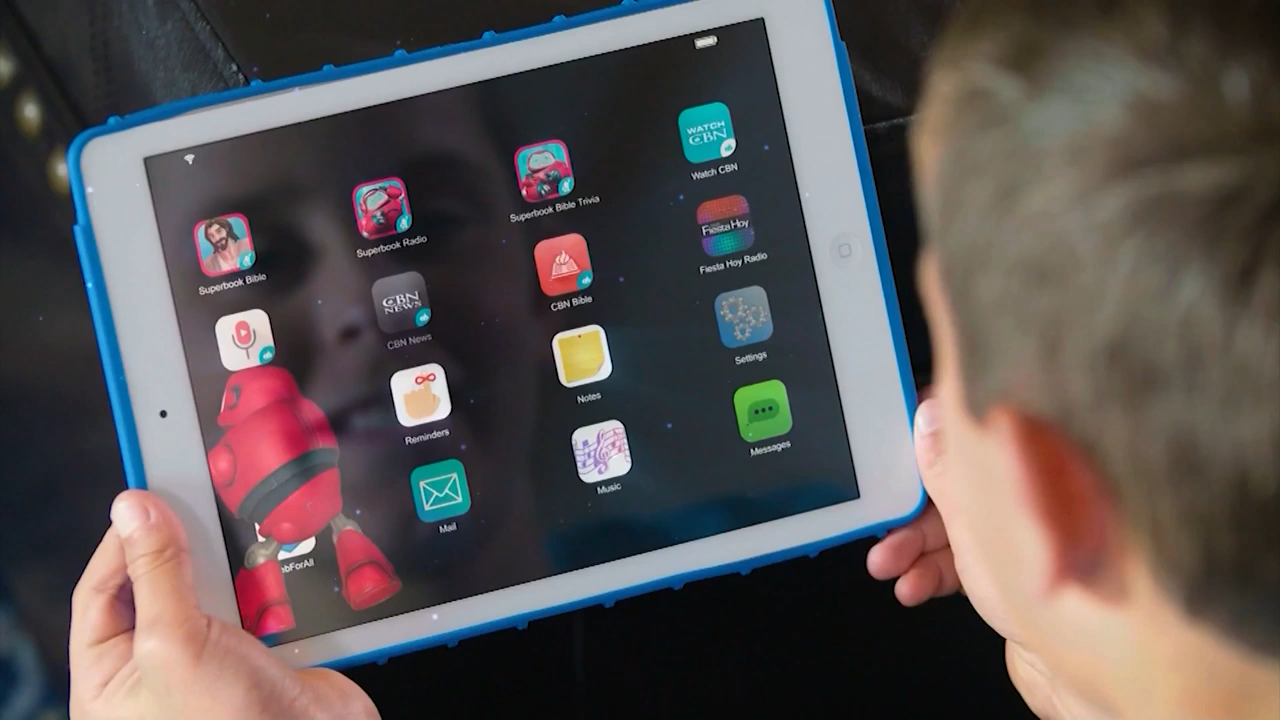 Superbook Bible
Superbook Radio
Superbook Bible Trivia
WATCH
CBN
Watch CBN
CBN
NEWS
CBN News
CBN Bible
Fiesta Hoy
Fiesta Hoy Radio
Reminders
Notes
Settings
bForAll
Mail
Music
Messages